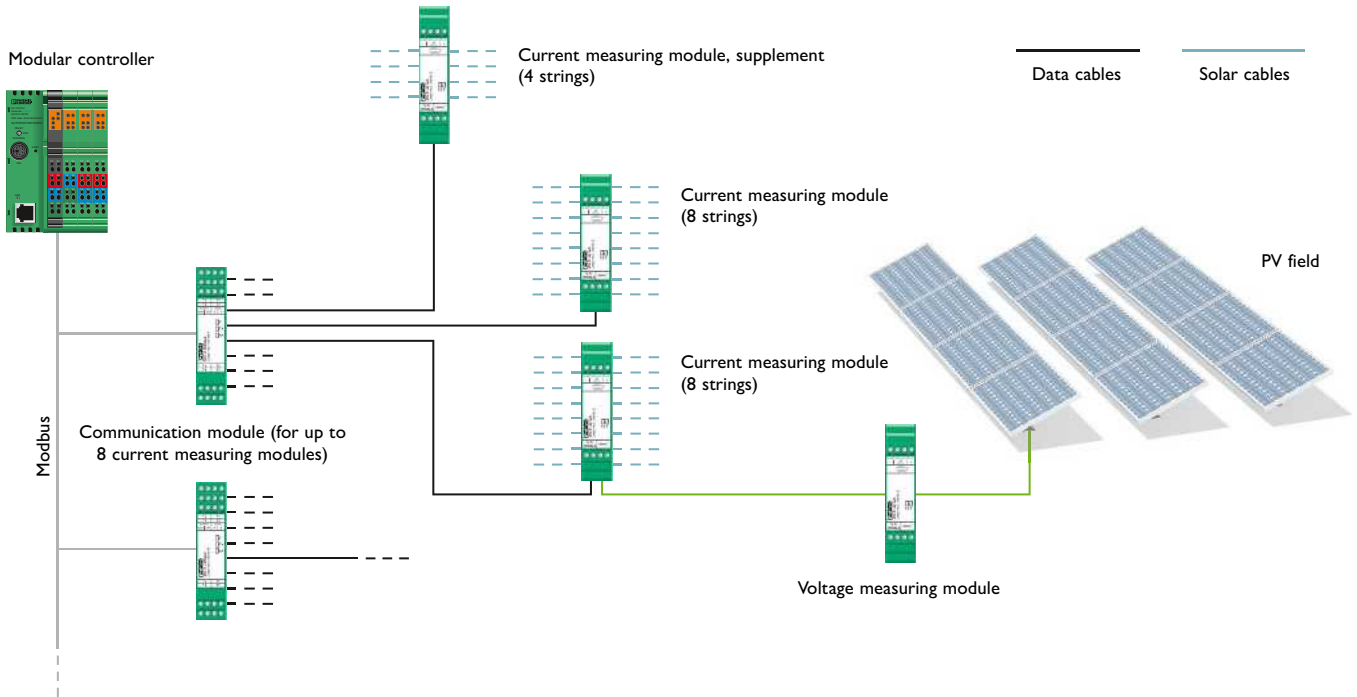 Modular controller
Current measuring module, supplement
(4 strings)
Data cables
Solar cables
Current measuring module
(8 strings)
PV field
Current measuring module
(8 strings)
Communication module (for up to
8 current measuring modules)
Modbus
Voltage measuring module